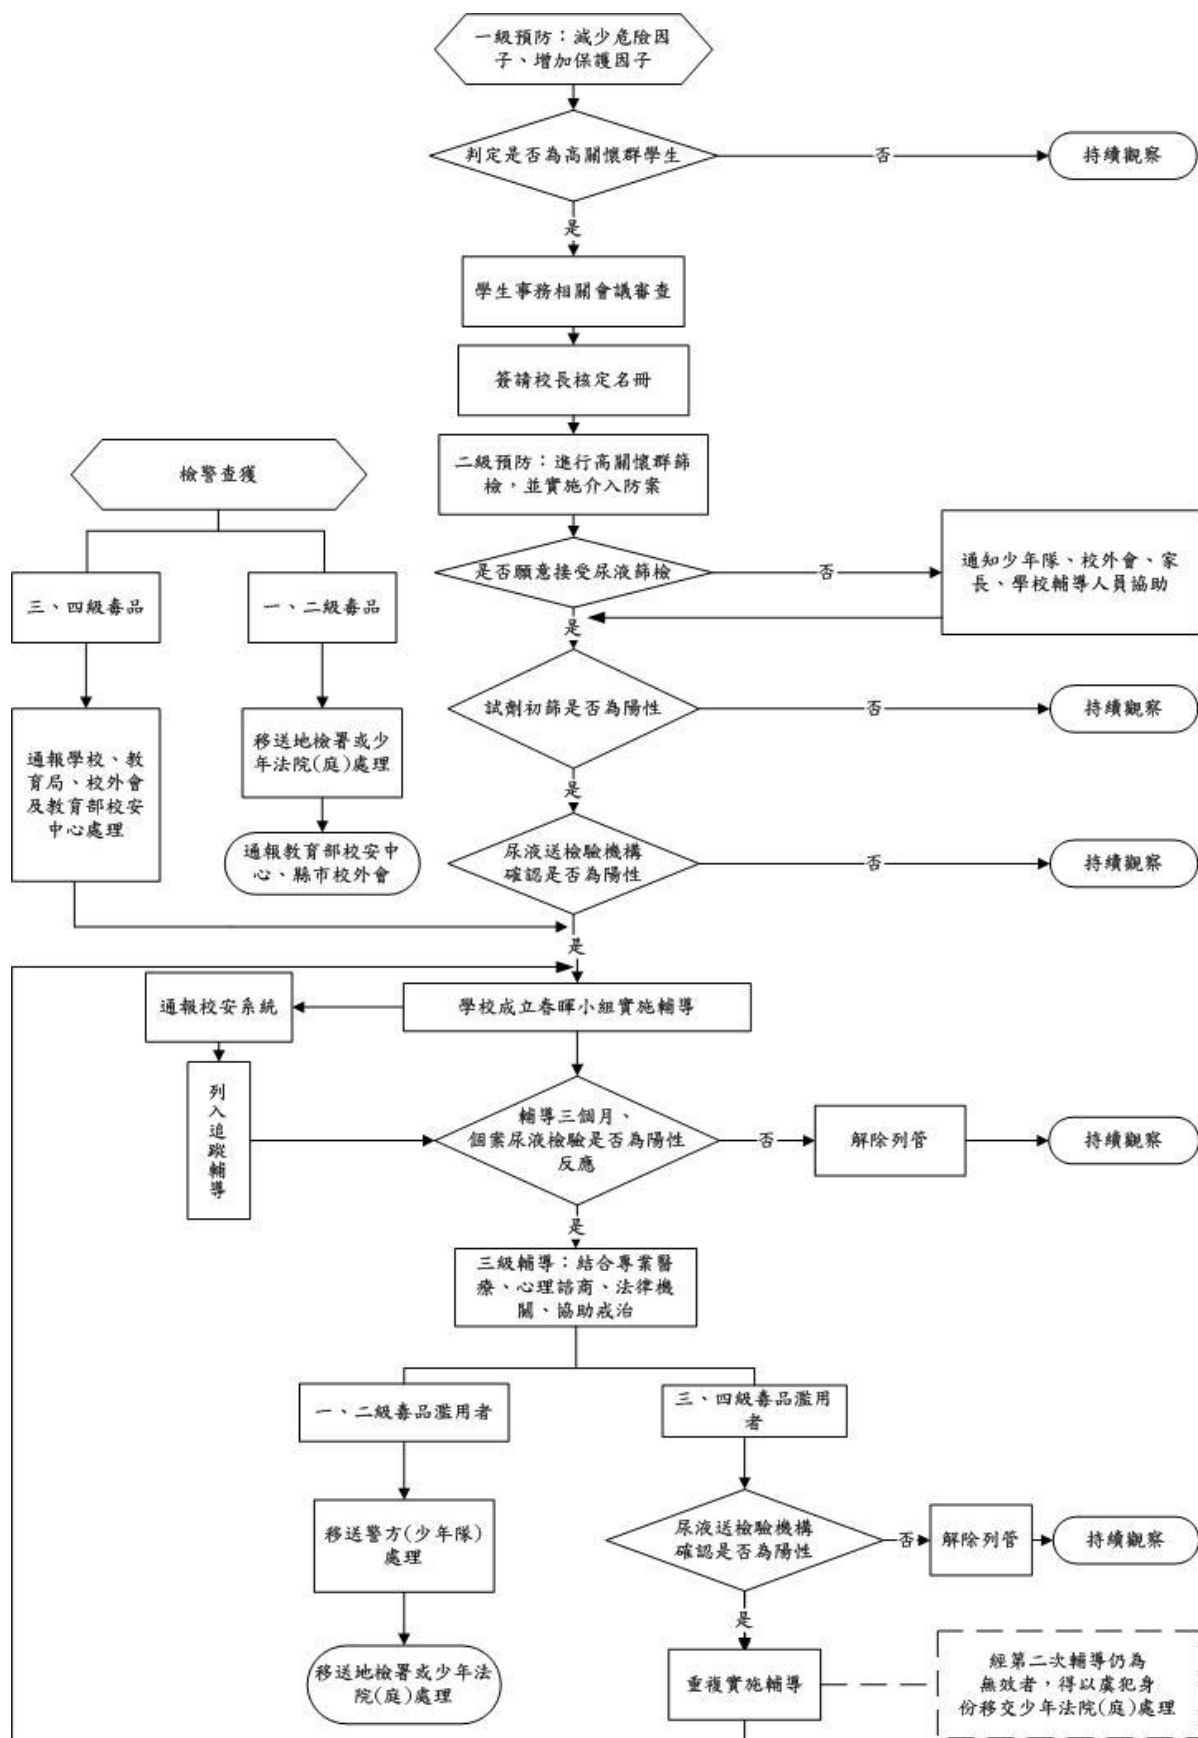 一級預防：減少危險因
子、增加保護因子
判定是否為高關懷群學生
否
持續觀察
是
學生事務相關會議審查
簽請校長核定名冊
二級預防：進行高關懷群篩
檢，並實施介入防案
檢警查獲
三、四級毒品
一、二級毒品
是否願意接受尿液篩檢
否
通知少年隊、校外會、家
長、學校輔導人員協助
是
試劑初篩是否為陽性
否
持續觀察
通報學校、教
育局、校外會
及教育部校安
中心處理
移送地檢署或少
年法院(庭)處理
是
通報教育部校安中
心、縣市校外會
尿液送檢驗機構
確認是否為陽性
否
持續觀察
是
通報校安系統
學校成立春暉小組實施輔導
列
入
追
蹤
輔
導
輔導三個月、
個案尿液檢驗是否為陽性
反應
否
解除列管
持續觀察
是
三級輔導：結合專業醫
療、心理諮商、法律機
關、協助戒治
一、二級毒品濫用者
三、四級毒品濫用
者
移送警方(少年隊)
處理
尿液送檢驗機構
確認是否為陽性
否
解除列管
持續觀察
是
移送地檢署或少年法
院(庭)處理
重複實施輔導
經第二次輔導仍為
無效者，得以虞犯身
份移交少年法院(庭)處理